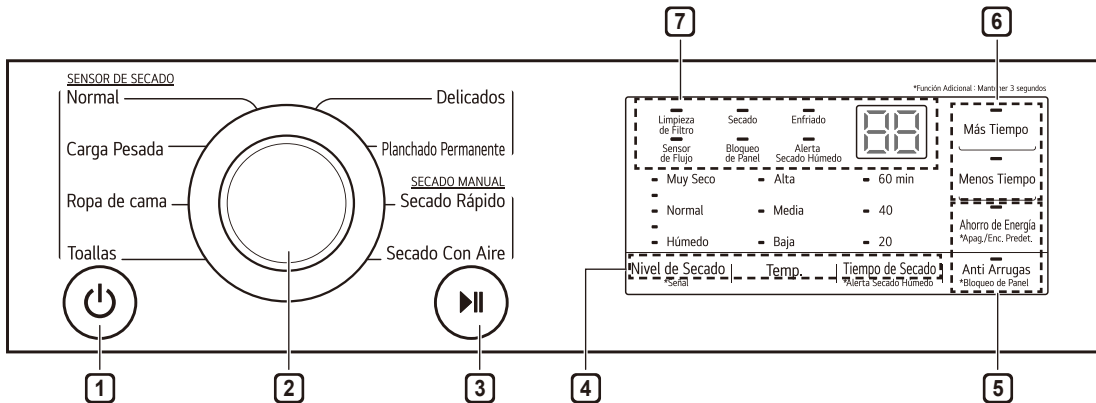 7
6
SENSOR DE SECADO
Normal
Delicados
Carga Pesada
Planchado Permanente
SECADO MANUAL
Ropa de cama
Secado Rápido
Toallas
Secado Con Aire
*Función Adicional : Mantener 3 segundos
Limpieza
de Filtro
Secado
Enfriado
88
Sensor
de Flujo
Bloqueo
de Panel
Alerta
Secado Húmedo
Muy Seco
Alta
60 min
Normal
Media
40
Húmedo
Baja
20
Nivel de Secado
*Señal
Temp.
Tiempo de Secado
*Alerta Secado Húmedo
Más Tiempo
Menos Tiempo
Ahorro de Energía
*Apag./Enc. Predet.
Anti Arrugas
*Bloqueo de Panel
1
2
3
4
5